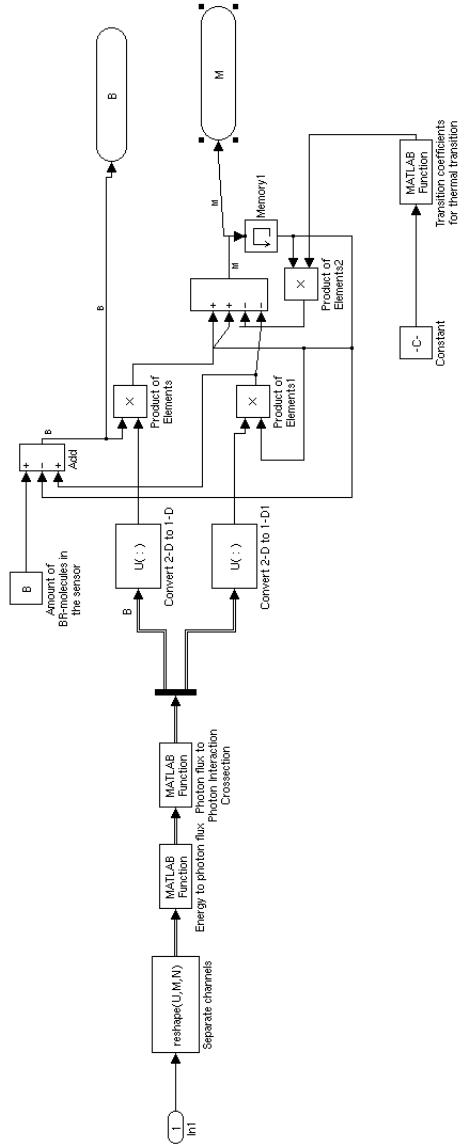 1
In1
reshape(U,M,N)
Separate channels
MATLAB
Function
Energy to photon flux
MATLAB
Function
Photon flux to
Photon Interaction
Crossection
B
U( : )
Convert 2-D to 1-D
U( : )
Convert 2-D to 1-D1
B
Amount of
BR-molecules in
the sensor
+
−
+
Add
B
×
Product of
Elements
×
Product of
Elements1
B
B
+
+
−
−
M
M
M
Memory1
×
Product of
Elements2
-C-
Constant
MATLAB
Function
Transition coefficients
for thermal transition